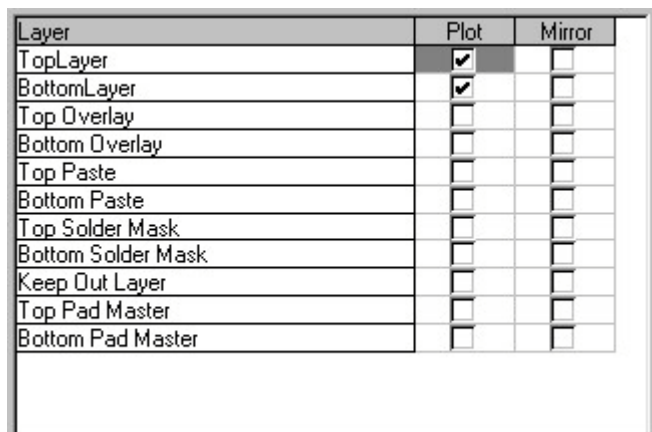 Layer Plot Mirror
TopLayer
BottomLayer
Top Overlay
Bottom Overlay
Top Paste
Bottom Paste
Top Solder Mask
Bottom Solder Mask
Keep Out Layer
Top Pad Master
Bottom Pad Master